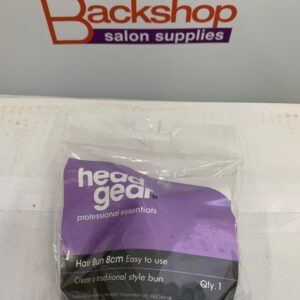 Backshop
salon supplies
head
gear
professional essentials
Hair Bun 8cm Easy to use
Create a traditional style bun
Qty. 1